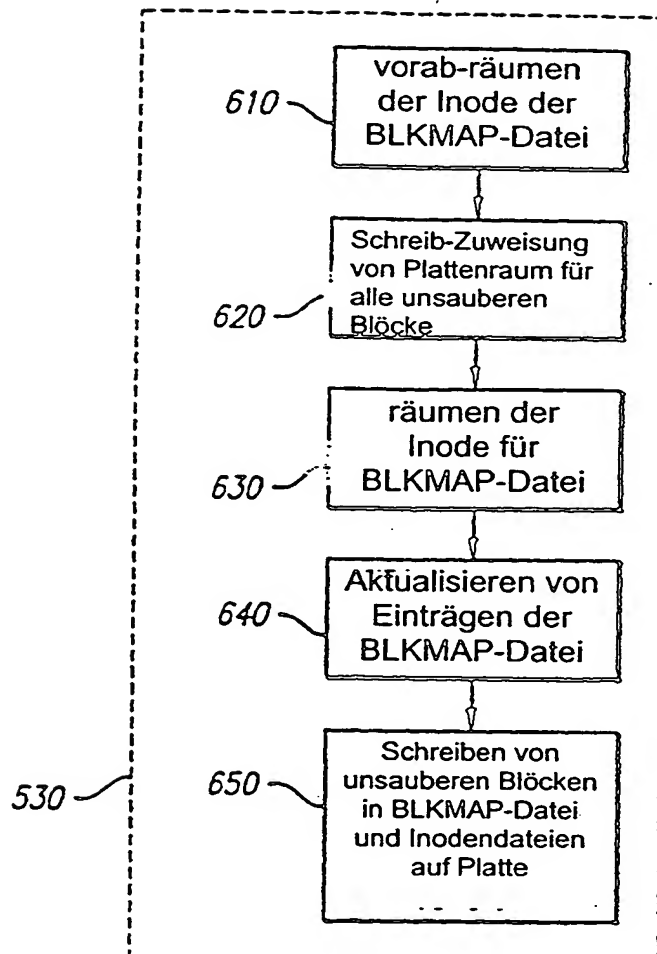 610
vorab-räumen
der Inode der
BLKMAP-Datei
620
Schreib-Zuweisung
von Plattenraum für
alle unsauberen
Blöcke
630
räumen der
Inode für
BLKMAP-Datei
640
Aktualisieren von
Einträgen der
BLKMAP-Datei
530
650
Schreiben von
unsauberen Blöcken
in BLKMAP-Datei
und Inodendateien
auf Platte